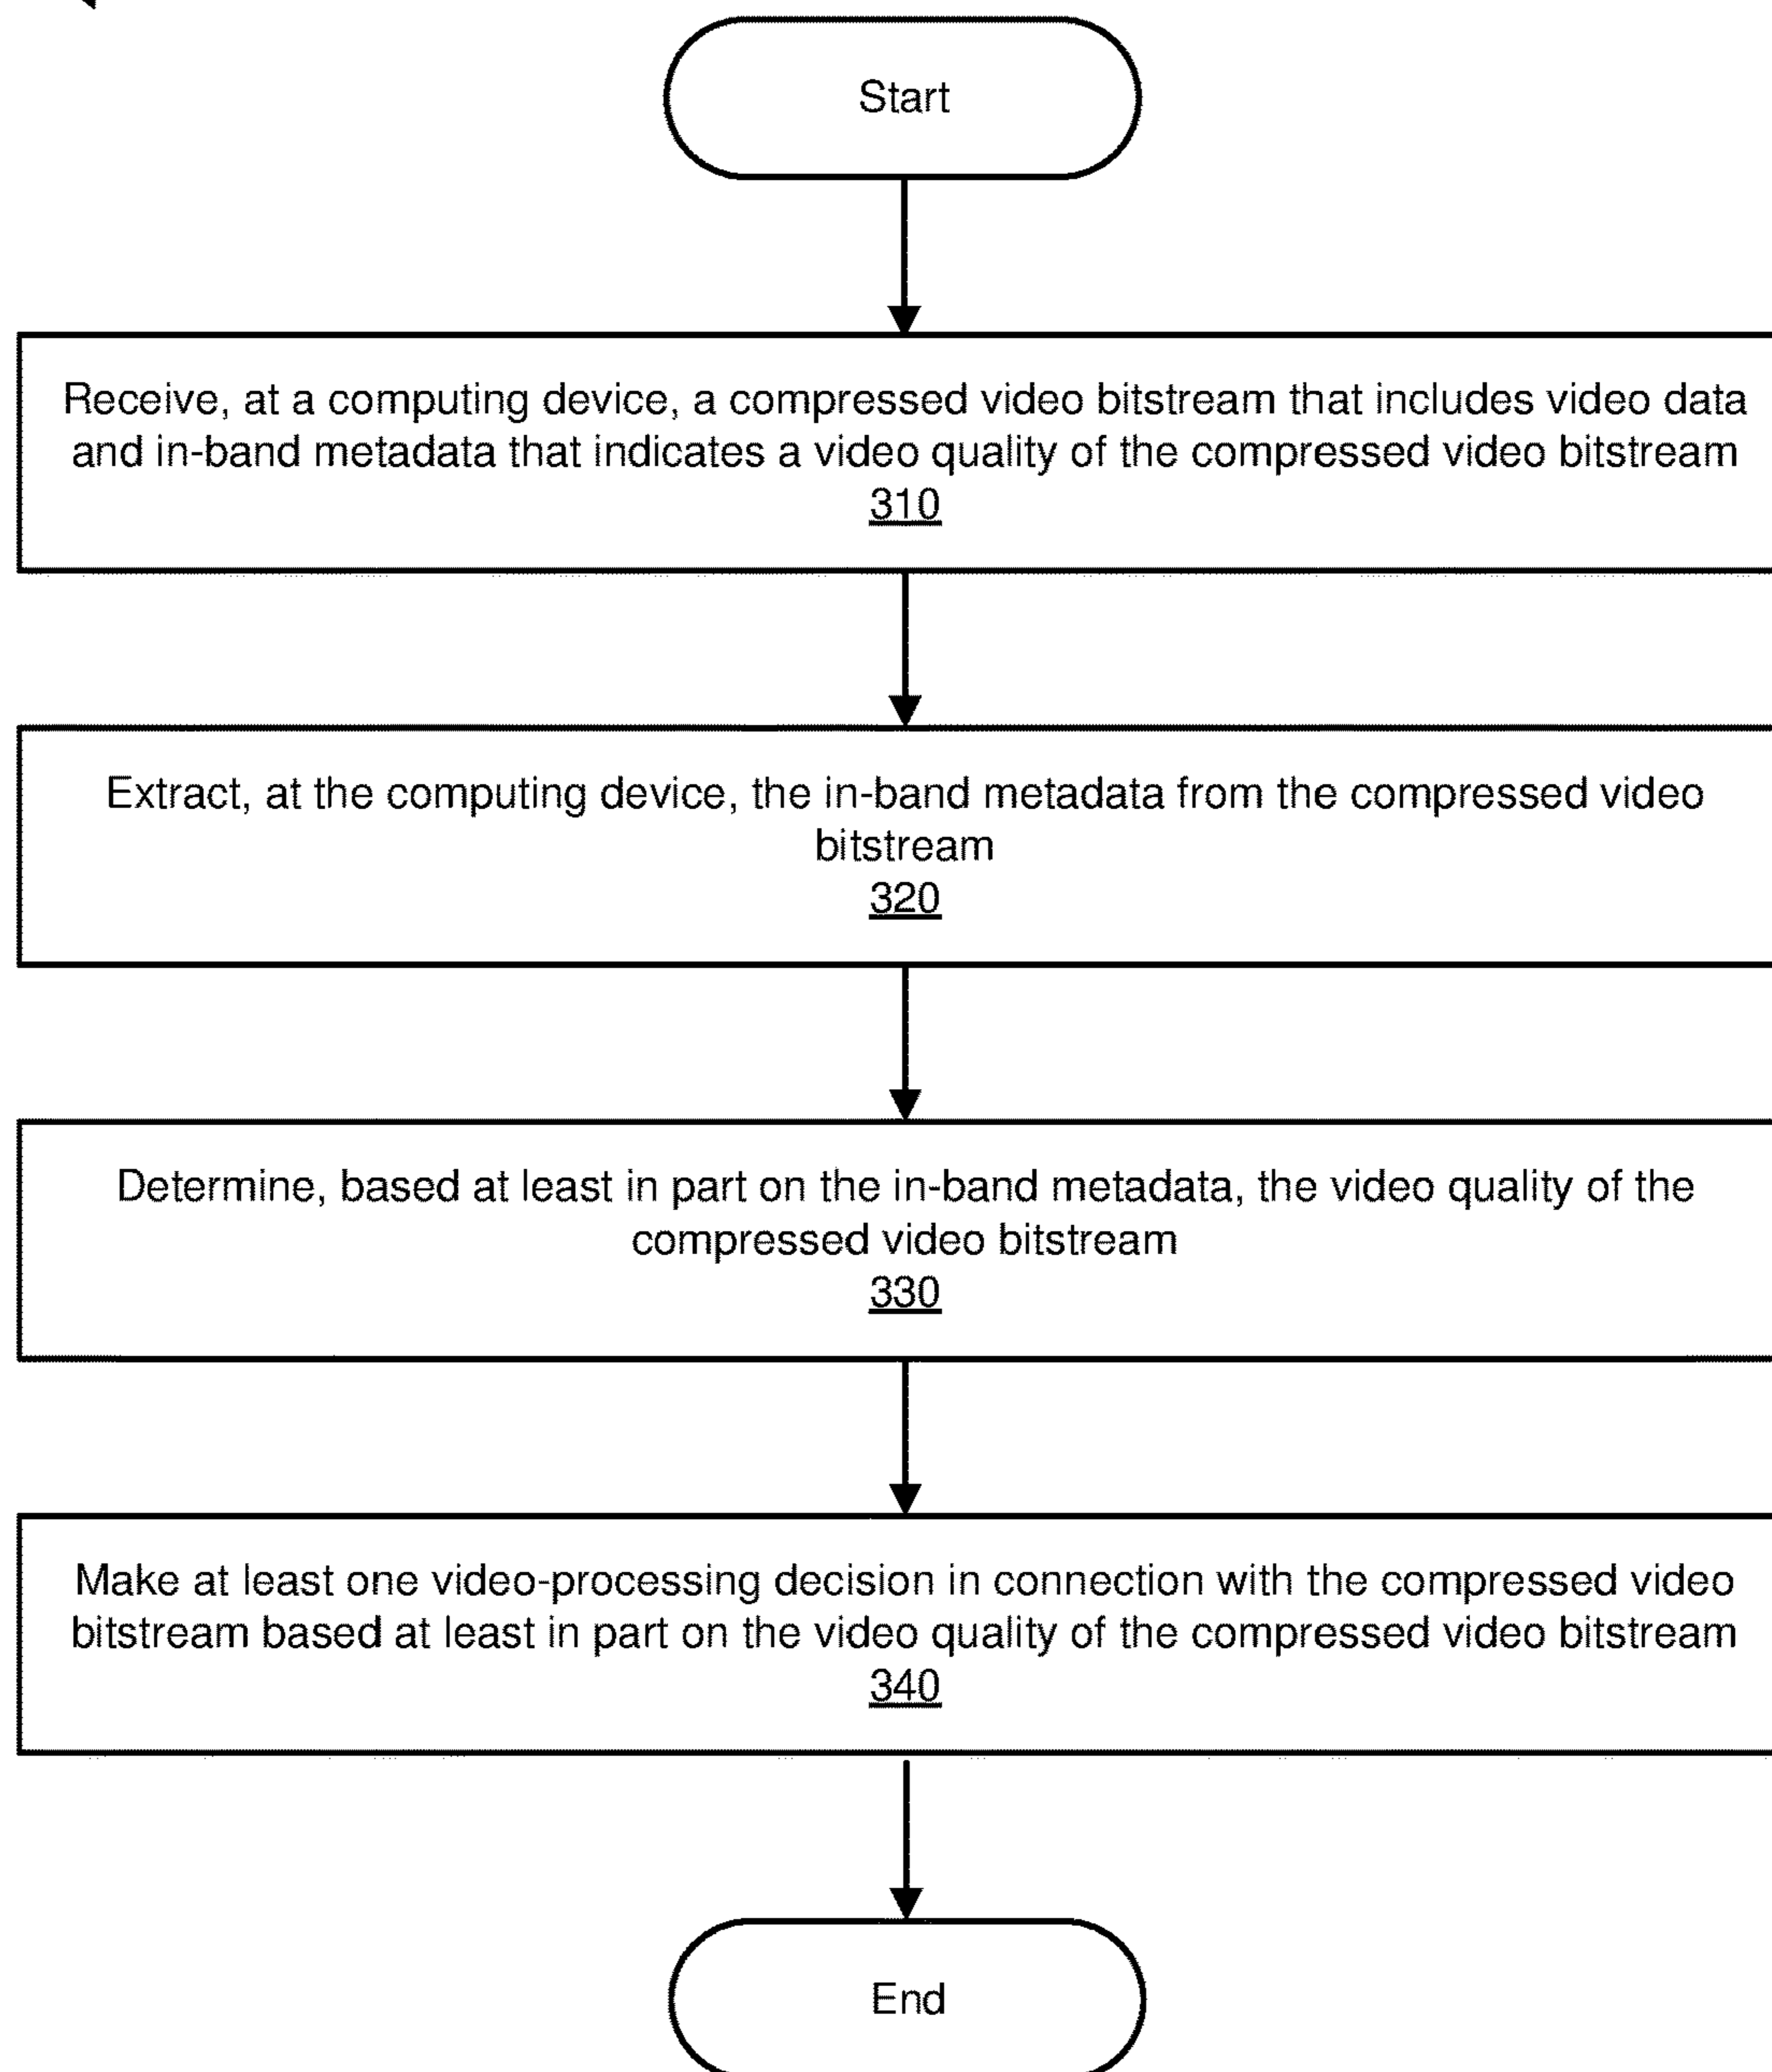 Start
Receive, at a computing device, a compressed video bitstream that includes video data
and in-band metadata that indicates a video quality of the compressed video bitstream
310
Extract, at the computing device, the in-band metadata from the compressed video
bitstream
320
Determine, based at least in part on the in-band metadata, the video quality of the
compressed video bitstream
330
Make at least one video-processing decision in connection with the compressed video
bitstream based at least in part on the video quality of the compressed video bitstream
340
End